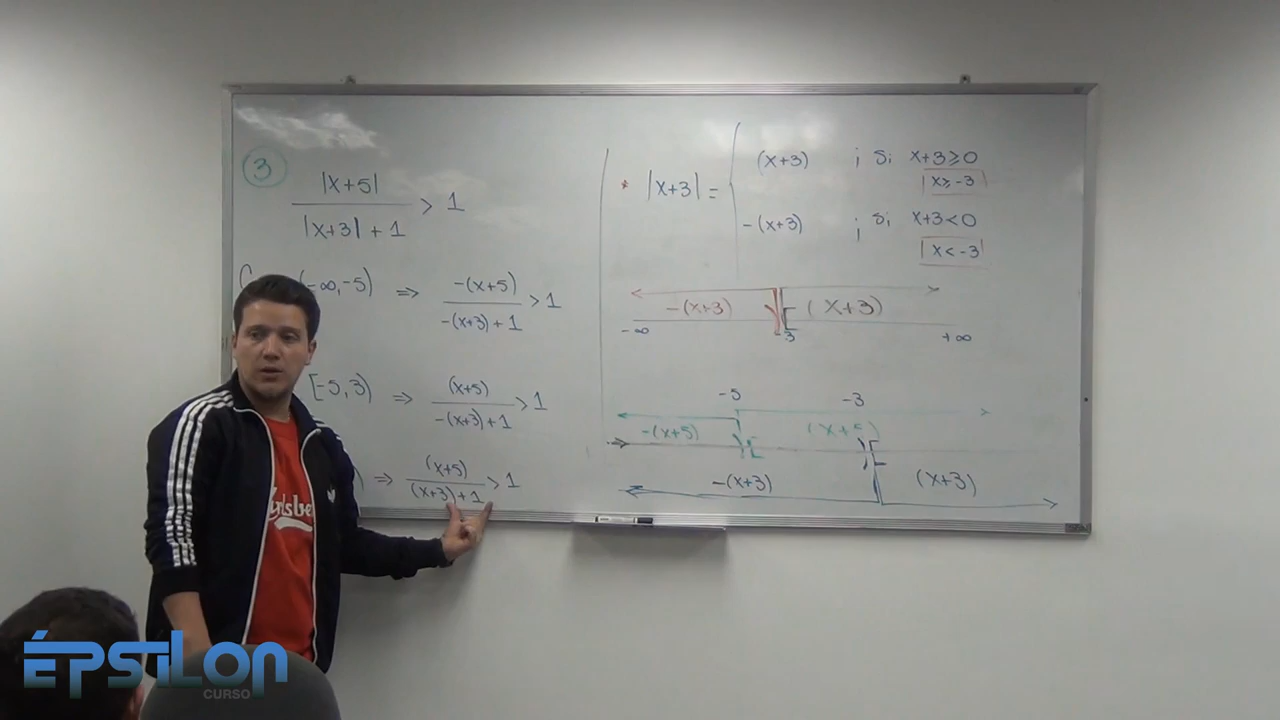 3
|x+5| / |x+3| + 1 > 1
(-∞,-5) ⇒ -(x+5) / -(x+3)+1 > 1
[-5,3) ⇒ (x+5) / -(x+3)+1 > 1
) ⇒ (x+5) / (x+3)+1 > 1
* |x+3| = { (x+3) ; si x+3≥0
|x≥-3|
-(x+3) ; si x+3<0
|x<-3|
-(x+3) (x+3)
-∞ -3 +∞
-5 -3
-(x+5) (x+5)
-(x+3) (x+3)
ÉPSILON
CURSO